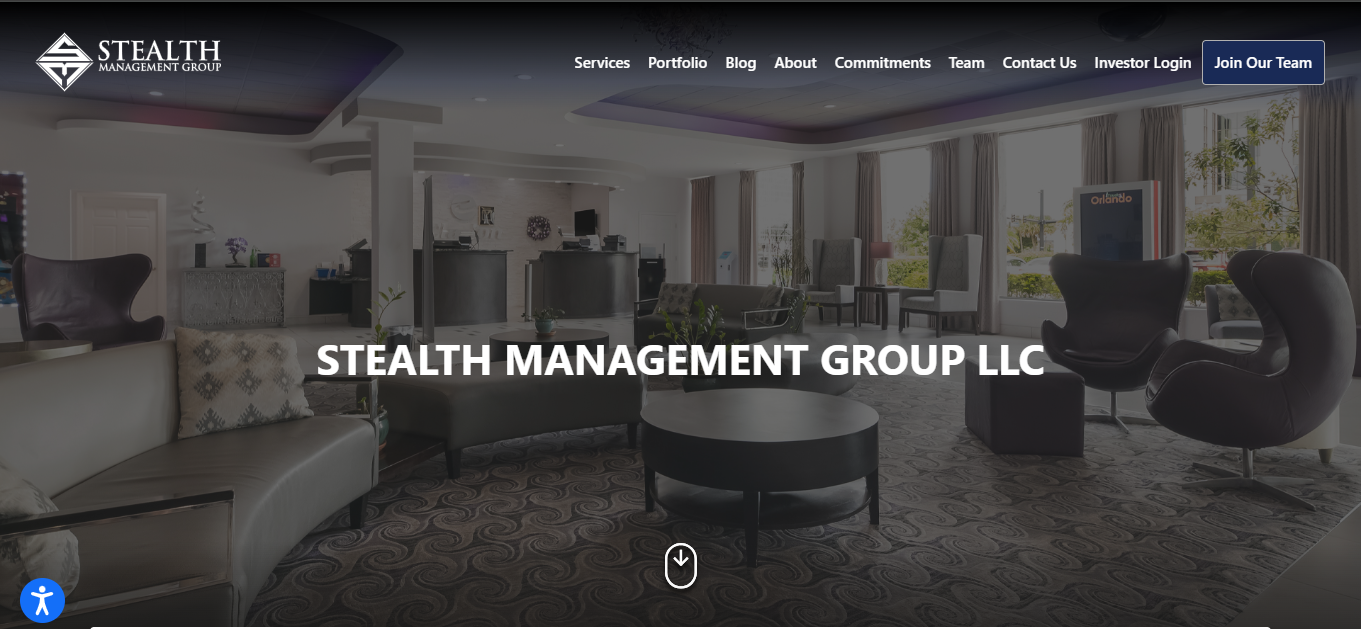 STEALTH
MANAGEMENT GROUP
Services
Portfolio
Blog
About
Commitments
Team
Contact Us
Investor Login
Join Our Team
Orlando
STEALTH MANAGEMENT GROUP LLC